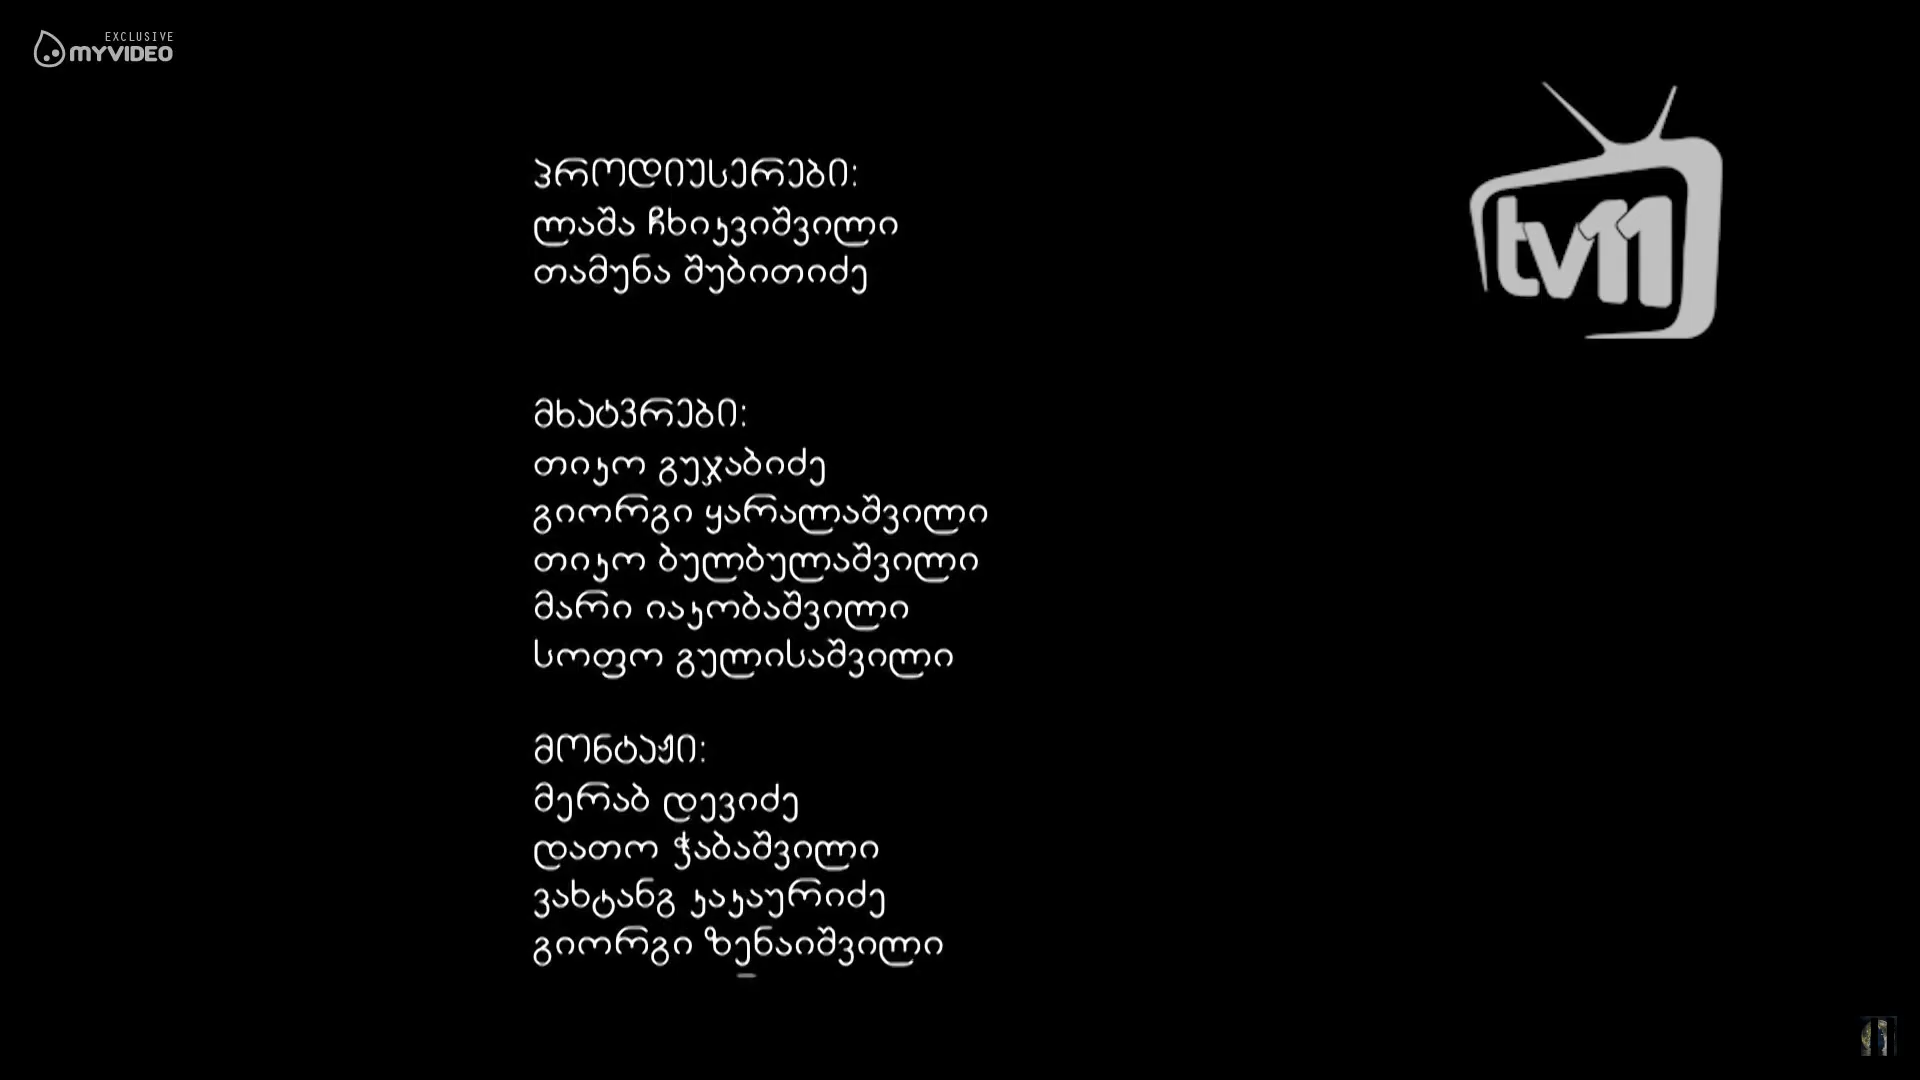 EXCLUSIVE
MYVIDEO
tv11
პროდიუსერები:
ლაშა ჩხიკვიშვილი
თამუნა შუბითიძე
მხატვრები:
თიკო გუჯაბიძე
გიორგი ყარალაშვილი
თიკო ბულბულაშვილი
მარი იაკობაშვილი
სოფო გულისაშვილი
მონტაჟი:
მერაბ დევიძე
დათო ჭაბაშვილი
ვახტანგ კაკაურიძე
გიორგი ზენაიშვილი